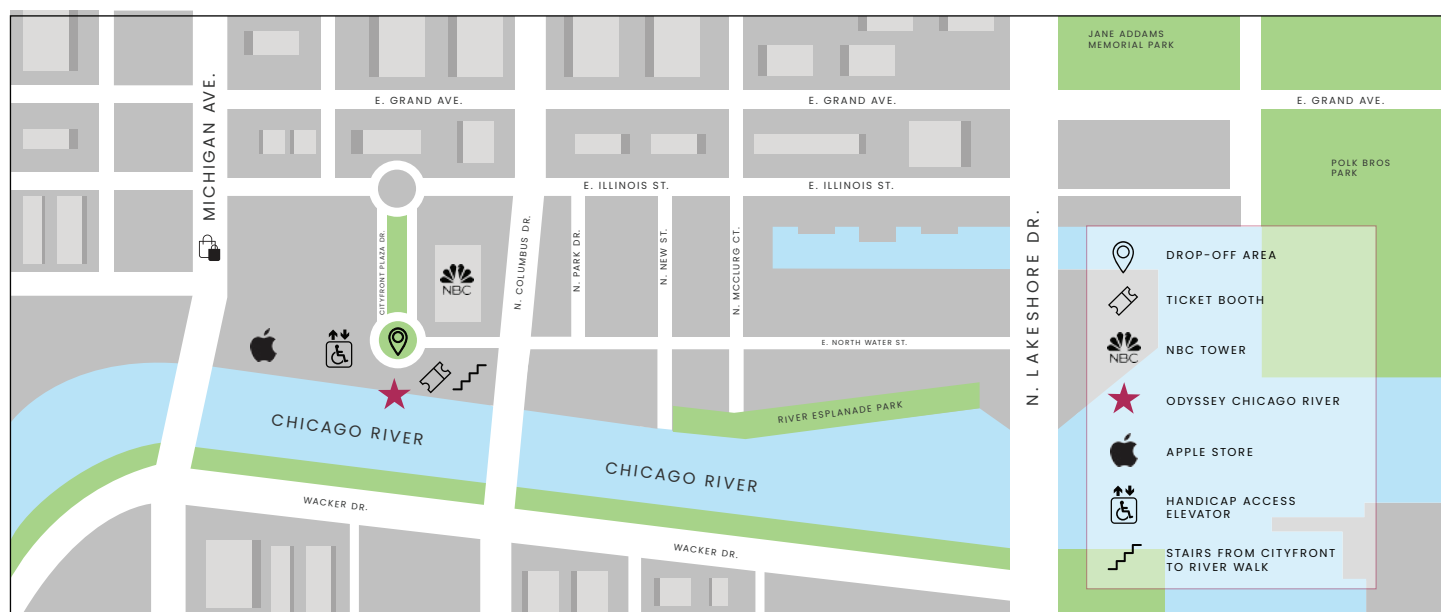 JANE ADDAMS
MEMORIAL PARK
E. GRAND AVE.
E. GRAND AVE.
E. GRAND AVE.
MICHIGAN AVE.
POLK BROS
PARK
E. ILLINOIS ST.
E. ILLINOIS ST.
CITYFRONT PLAZA DR.
NBC
N. COLUMBUS DR.
N. PARK DR.
N. NEW ST.
N. MCCLURG CT.
N. LAKESHORE DR.
E. NORTH WATER ST.
RIVER ESPLANADE PARK
CHICAGO RIVER
CHICAGO RIVER
WACKER DR.
WACKER DR.
DROP-OFF AREA
TICKET BOOTH
NBC
NBC TOWER
ODYSSEY CHICAGO RIVER
APPLE STORE
HANDICAP ACCESS
ELEVATOR
STAIRS FROM CITYFRONT
TO RIVER WALK